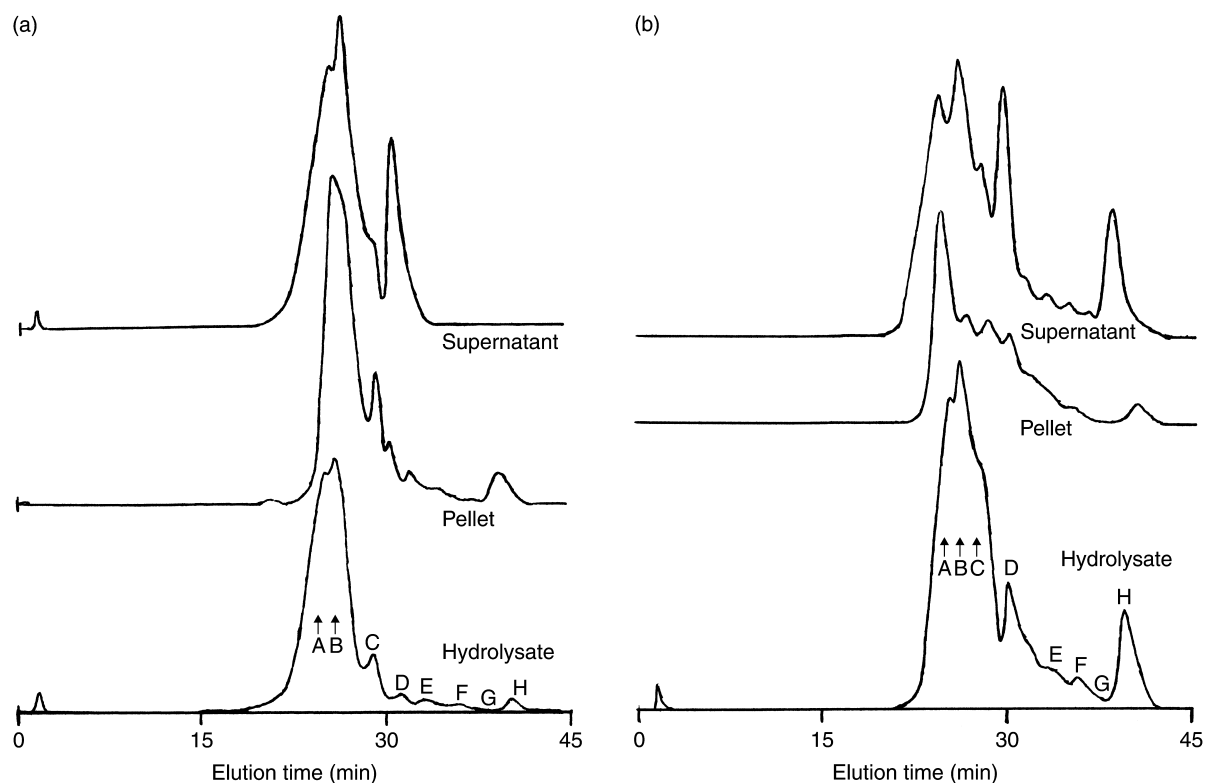 (a)
Supernatant
Pellet
Hydrolysate
A B C D E F G H
0 15 30 45
Elution time (min)
(b)
Supernatant
Pellet
Hydrolysate
A B C D E F G H
0 15 30 45
Elution time (min)